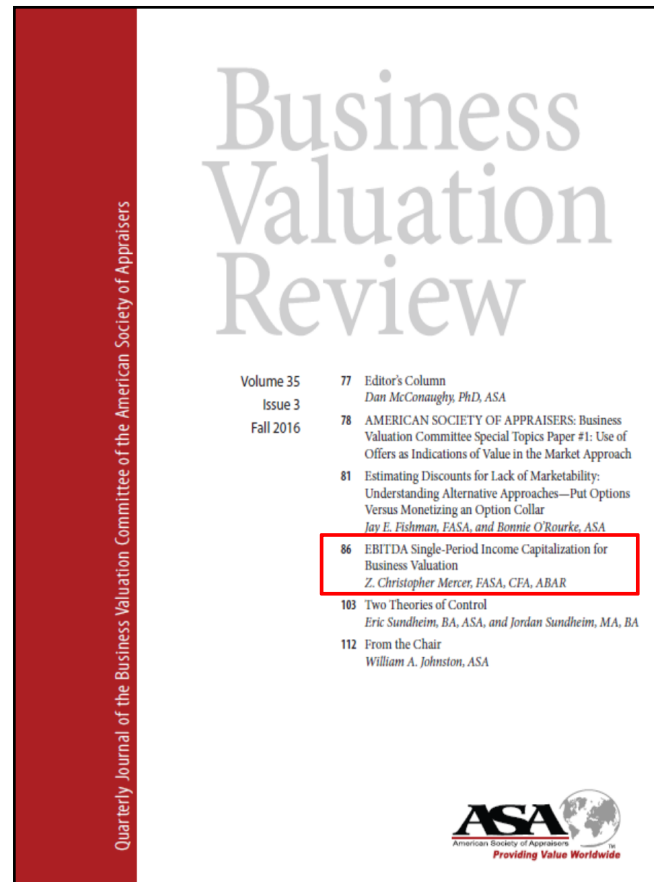 Quarterly Journal of the Business Valuation Committee of the American Society of Appraisers
Business
Valuation
Review
Volume 35
Issue 3
Fall 2016
77 Editor's Column
Dan McConaughy, PhD, ASA
78 AMERICAN SOCIETY OF APPRAISERS: Business
Valuation Committee Special Topics Paper #1: Use of
Offers as Indications of Value in the Market Approach
81 Estimating Discounts for Lack of Marketability:
Understanding Alternative Approaches—Put Options
Versus Monetizing an Option Collar
Jay E. Fishman, FASA, and Bonnie O'Rourke, ASA
86 EBITDA Single-Period Income Capitalization for
Business Valuation
Z. Christopher Mercer, FASA, CFA, ABAR
103 Two Theories of Control
Eric Sundheim, BA, ASA, and Jordan Sundheim, MA, BA
112 From the Chair
William A. Johnston, ASA
ASA
American Society of Appraisers
TM
Providing Value Worldwide